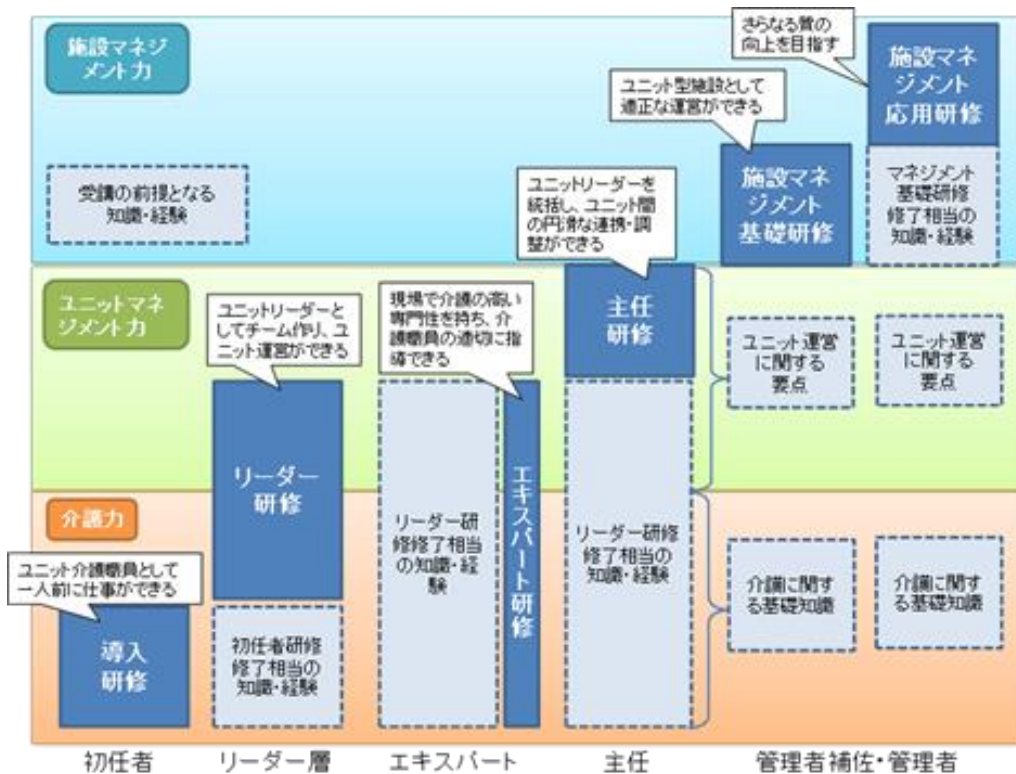 施設マネジ
メント力
さらなる質の
向上を目指す
施設マネ
ジメント
応用研修
ユニット型施設として
適正な運営ができる
受講の前提となる
知識・経験
ユニットリーダーを
統括し、ユニット間
の円滑な連携・調
整ができる
施設マネ
ジメント
基礎研修
マネジメント
基礎研修
修了相当の
知識・経験
ユニットマネ
ジメント力
ユニットリーダーと
してチーム作り、ユ
ニット運営ができる
現場で介護の高い
専門性を持ち、介
護職員の適切に指
導できる
主任
研修
ユニット運営
に関する
要点
ユニット運営
に関する
要点
リーダー
研修
リーダー研
修修了相当
の知識・経
験
エキスパート研修
リーダー研修
修了相当の
知識・経験
介護力
ユニット介護職員として
一人前に仕事ができる
導入
研修
初任者研修
修了相当の
知識・経験
介護に関す
る基礎知識
介護に関す
る基礎知識
初任者
リーダー層
エキスパート
主任
管理者補佐・管理者